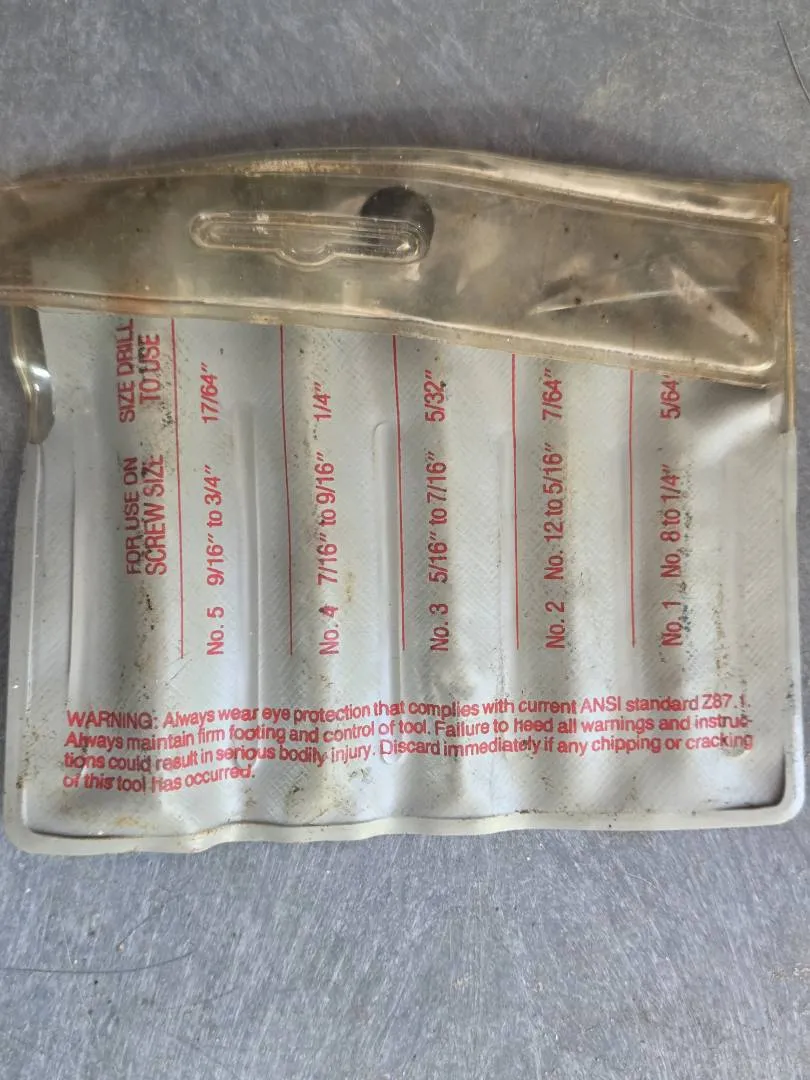 FOR USE ON SIZE DRILL
SCREW SIZE TO USE
No. 5 9/16" to 3/4" 17/64"
No. 4 7/16" to 9/16" 1/4"
No. 3 5/16" to 7/16" 5/32"
No. 2 No. 12 to 5/16" 7/64"
No. 1 No. 8 to 1/4" 5/64"
WARNING: Always wear eye protection that complies with current ANSI standard Z87.1.
Always maintain firm footing and control of tool. Failure to heed all warnings and instruc-
tions could result in serious bodily injury. Discard immediately if any chipping or cracking
of this tool has occurred.